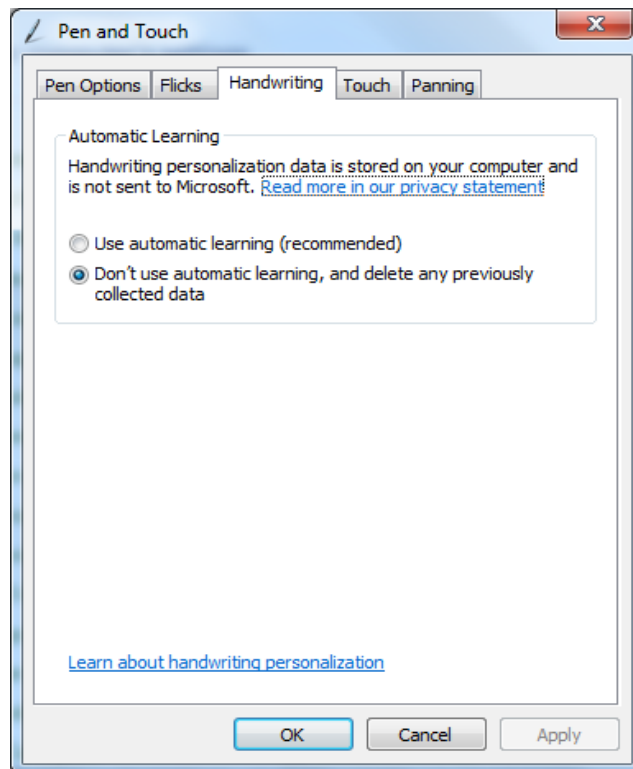 Pen and Touch
Pen Options Flicks Handwriting Touch Panning
Automatic Learning
Handwriting personalization data is stored on your computer and
is not sent to Microsoft. Read more in our privacy statement
Use automatic learning (recommended)
Don't use automatic learning, and delete any previously
collected data
Learn about handwriting personalization
OK Cancel Apply